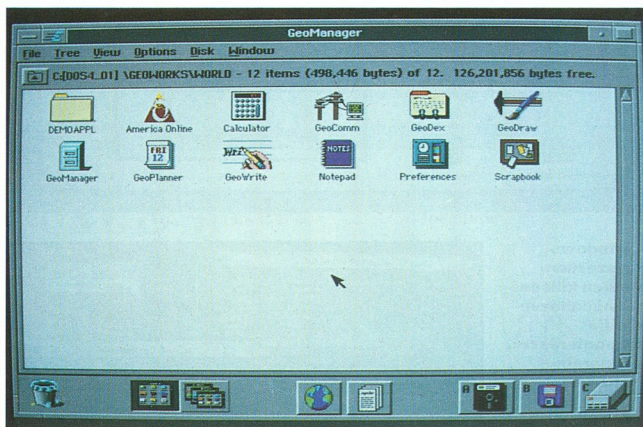 GeoManager
File Tree View Options Disk Window
C:[DOS4_01] \GEOWORKS\WORLD - 12 items (498,446 bytes) of 12. 126,201,856 bytes free.
DEMOAPPL America Online Calculator GeoComm GeoDex GeoDraw
FRI
12
Wri
NOTES
GeoManager GeoPlanner GeoWrite Notepad Preferences Scrapbook
A B C